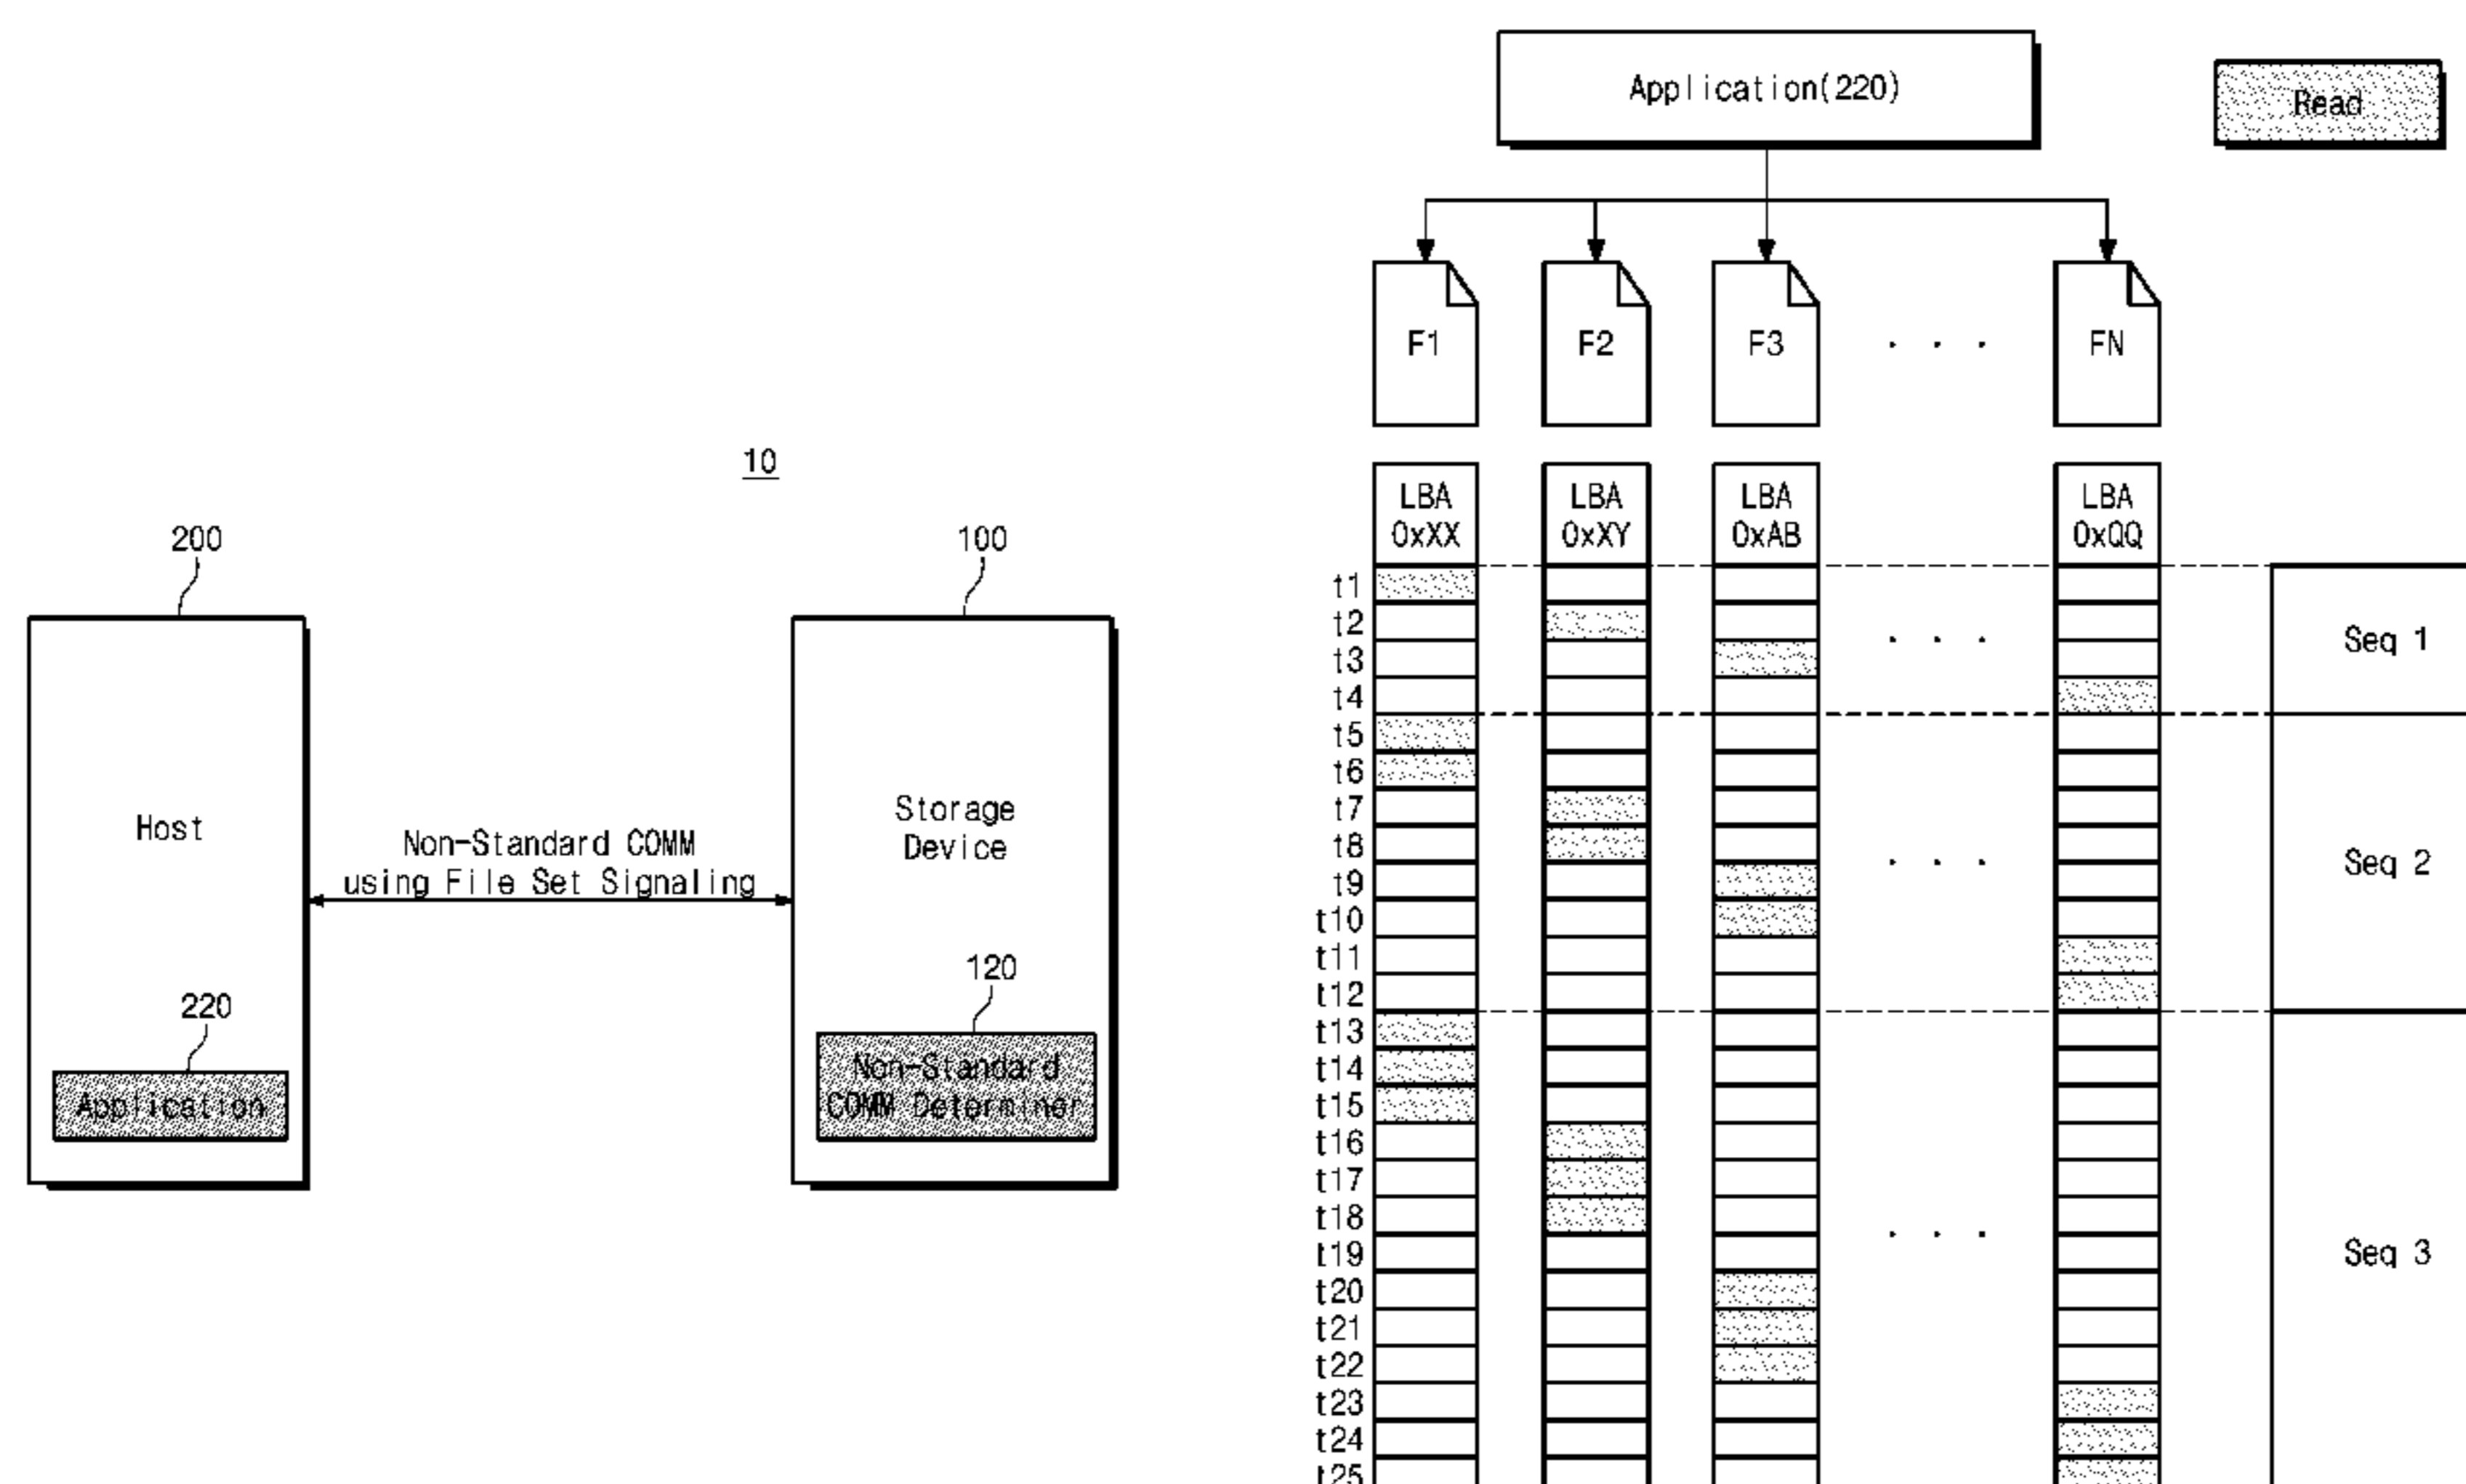 10
200
100
Host
Storage
Device
Non-Standard COMM
using File Set Signaling
220
120
Application
Non-Standard
COMM Determiner
Application(220)
Read
F1 F2 F3 . . . FN
LBA 0xXX
LBA 0xXY
LBA 0xAB
LBA 0xQQ
t1
t2
t3
t4
. . .
Seq 1
t5
t6
t7
t8
t9
t10
t11
t12
. . .
Seq 2
t13
t14
t15
t16
t17
t18
t19
t20
t21
t22
t23
t24
t25
. . .
Seq 3